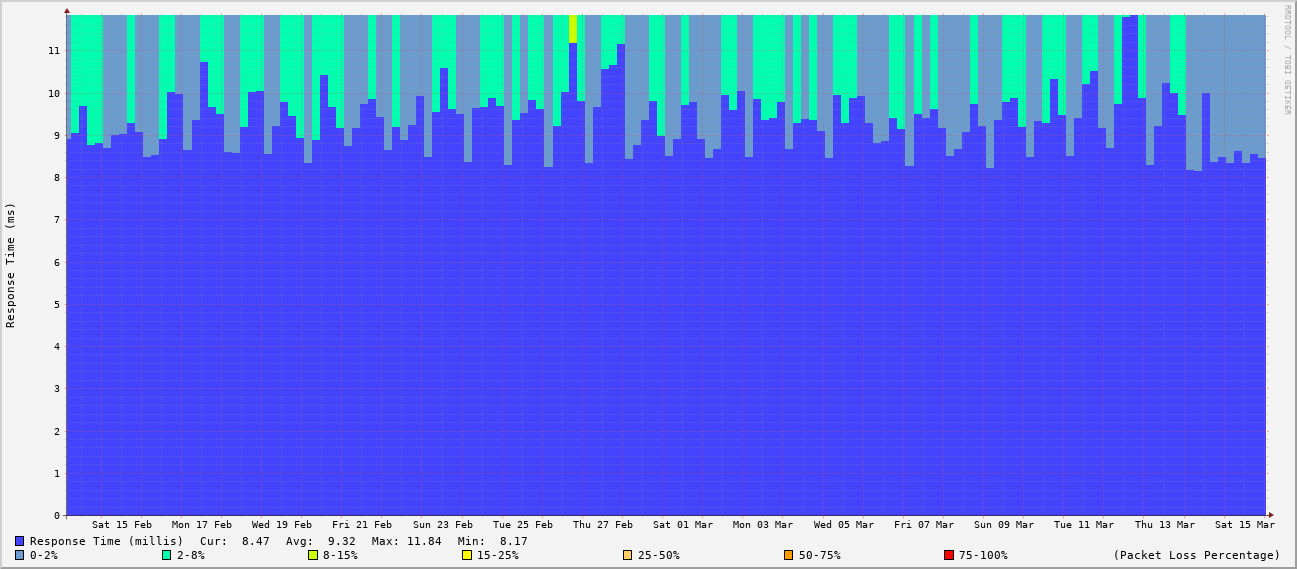 RRDTOOL / TOBI OETIKER
Response Time (ms)
11
10
9
8
7
6
5
4
3
2
1
0
Sat 15 Feb Mon 17 Feb Wed 19 Feb Fri 21 Feb Sun 23 Feb Tue 25 Feb Thu 27 Feb Sat 01 Mar Mon 03 Mar Wed 05 Mar Fri 07 Mar Sun 09 Mar Tue 11 Mar Thu 13 Mar Sat 15 Mar
Response Time (millis) Cur: 8.47 Avg: 9.32 Max: 11.84 Min: 8.17
0-2% 2-8% 8-15% 15-25% 25-50% 50-75% 75-100% (Packet Loss Percentage)